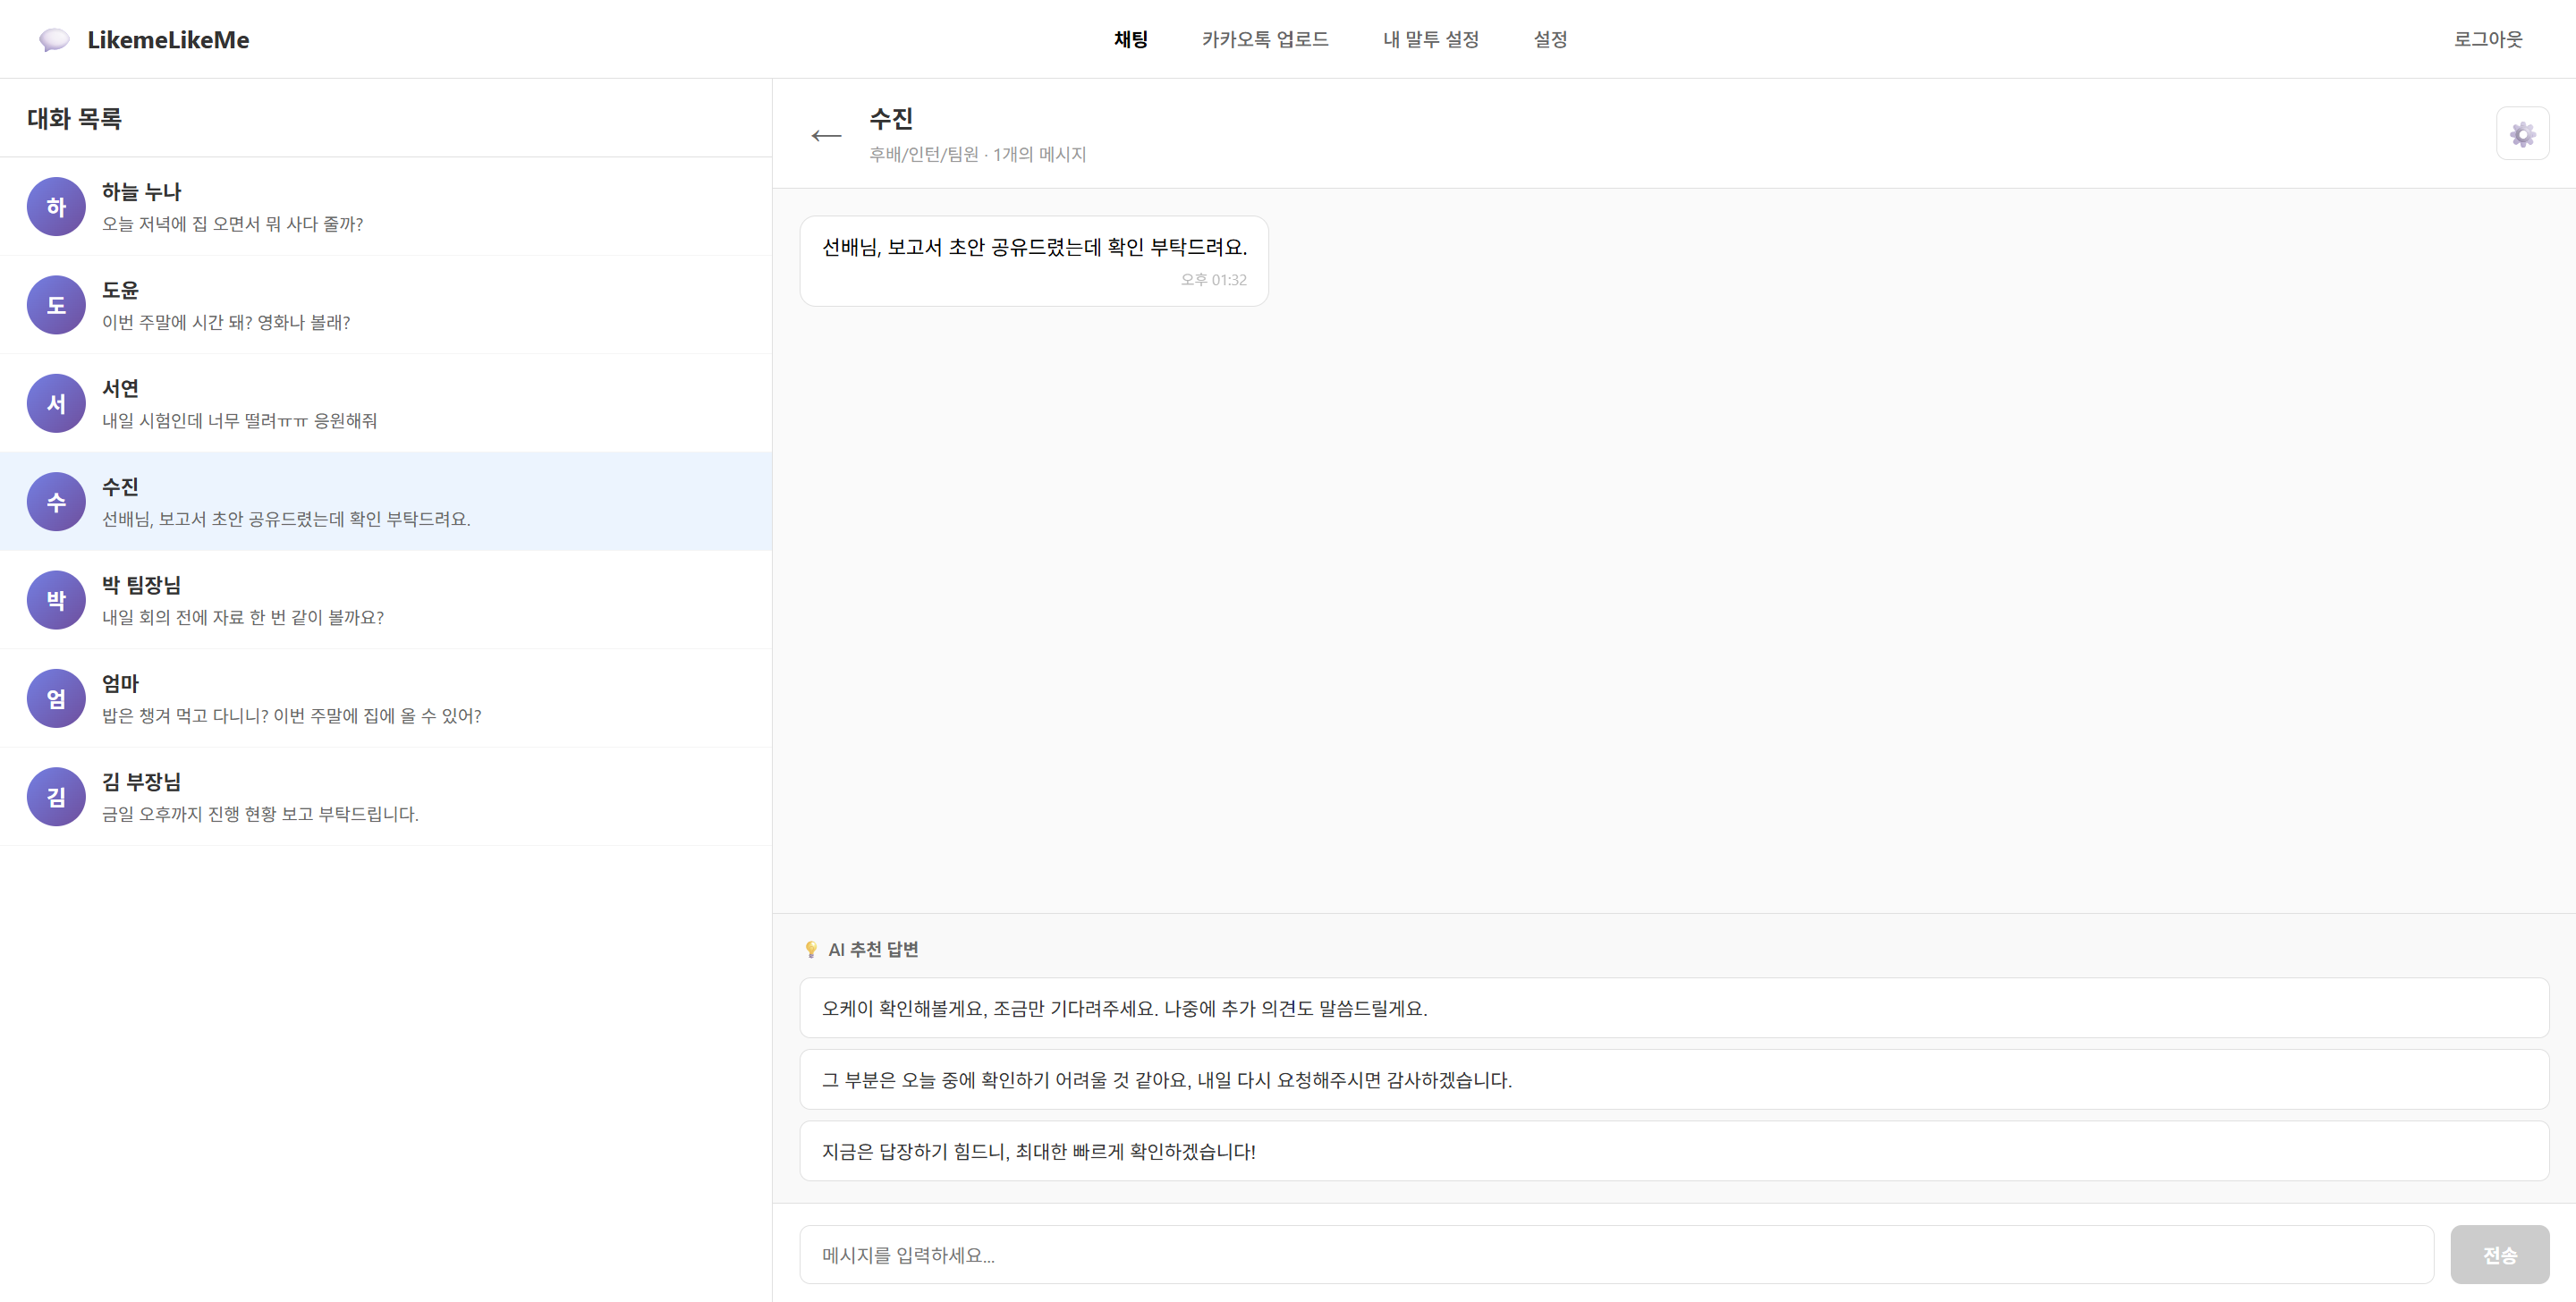 LikemeLikeMe
채팅
카카오톡 업로드
내 말투 설정
설정
로그아웃
대화 목록
하
하늘 누나
오늘 저녁에 집 오면서 뭐 사다 줄까?
도
도윤
이번 주말에 시간 돼? 영화나 볼래?
서
서연
내일 시험인데 너무 떨려ㅠㅠ 응원해줘
수
수진
선배님, 보고서 초안 공유드렸는데 확인 부탁드려요.
박
박 팀장님
내일 회의 전에 자료 한 번 같이 볼까요?
엄
엄마
밥은 챙겨 먹고 다니니? 이번 주말에 집에 올 수 있어?
김
김 부장님
금일 오후까지 진행 현황 보고 부탁드립니다.
수진
후배/인턴/팀원 · 1개의 메시지
선배님, 보고서 초안 공유드렸는데 확인 부탁드려요.
오후 01:32
AI 추천 답변
오케이 확인해볼게요, 조금만 기다려주세요. 나중에 추가 의견도 말씀드릴게요.
그 부분은 오늘 중에 확인하기 어려울 것 같아요, 내일 다시 요청해주시면 감사하겠습니다.
지금은 답장하기 힘드니, 최대한 빠르게 확인하겠습니다!
메시지를 입력하세요...
전송